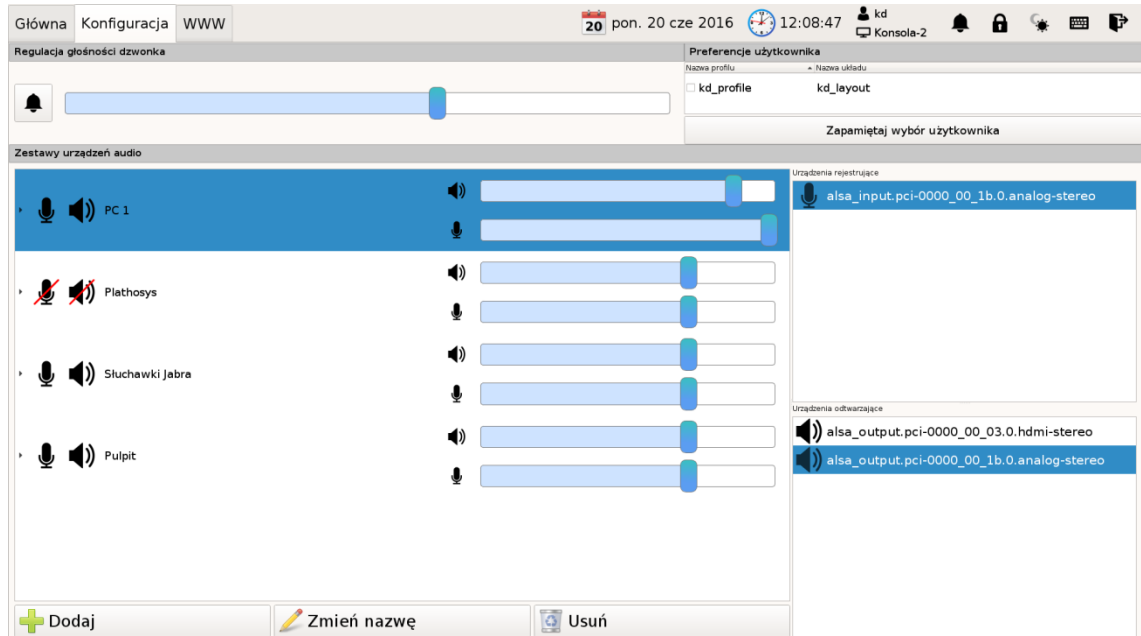 Główna Konfiguracja WWW
20 pon. 20 cze 2016 12:08:47 kd
Konsola-2
Regulacja głośności dzwonka
Preferencje użytkownika
Nazwa profilu Nazwa układu
kd_profile kd_layout
Zapamiętaj wybór użytkownika
Zestawy urządzeń audio
PC 1
Plathosys
Słuchawki Jabra
Pulpit
Urządzenia rejestrujące
alsa_input.pci-0000_00_1b.0.analog-stereo
Urządzenia odtwarzające
alsa_output.pci-0000_00_03.0.hdmi-stereo
alsa_output.pci-0000_00_1b.0.analog-stereo
Dodaj Zmień nazwę Usuń